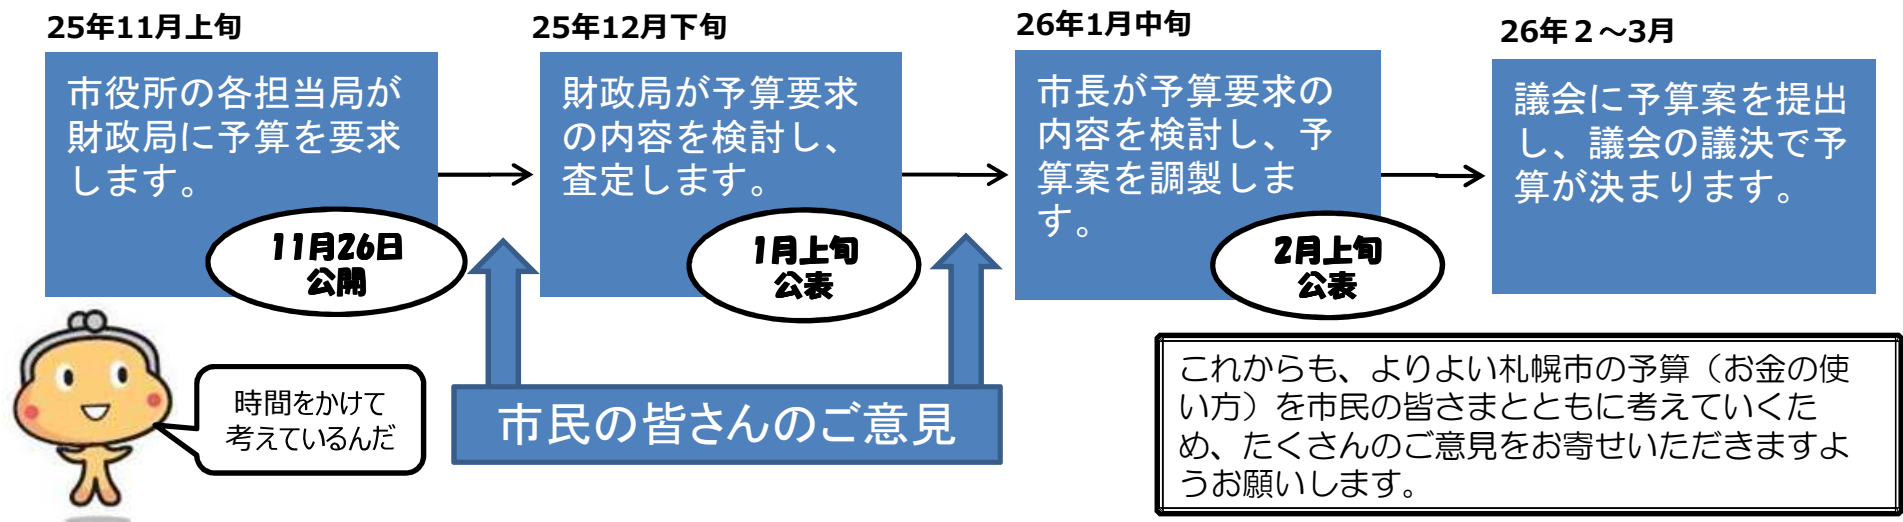 25年11月上旬
市役所の各担当局が
財政局に予算を要求
します。
11月26日
公開
25年12月下旬
財政局が予算要求
の内容を検討し、
査定します。
1月上旬
公表
26年1月中旬
市長が予算要求の
内容を検討し、予
算案を調製しま
す。
2月上旬
公表
26年2～3月
議会に予算案を提出
し、議会の議決で予
算が決まります。
時間をかけて
考えているんだ
市民の皆さんのご意見
これからも、よりよい札幌市の予算（お金の使
い方）を市民の皆さまとともに考えていくた
め、たくさんのご意見をお寄せいただきますよ
うお願いします。